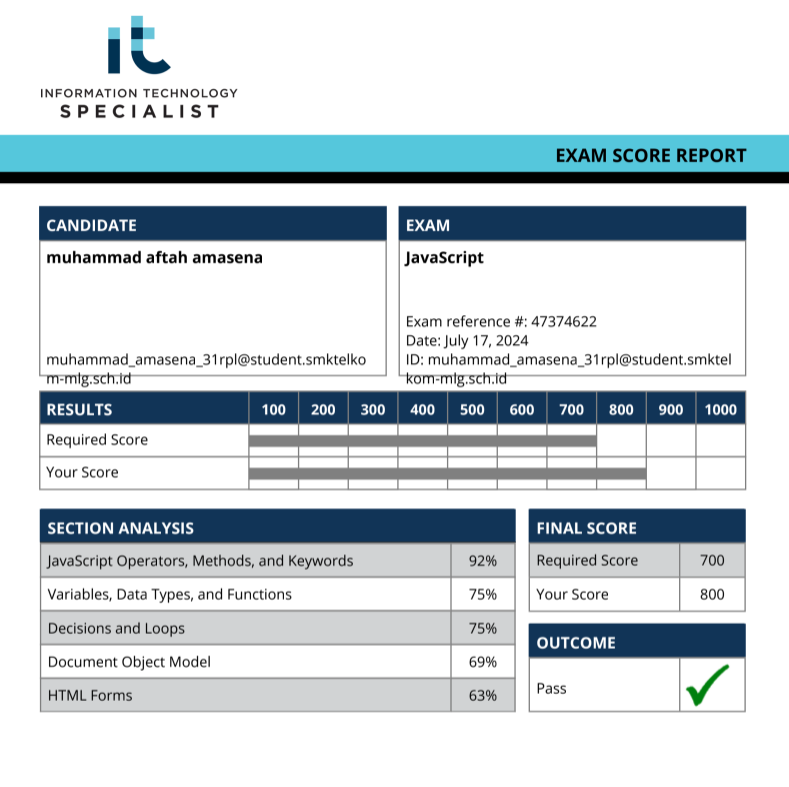 it
INFORMATION TECHNOLOGY
SPECIALIST
EXAM SCORE REPORT
CANDIDATE
muhammad aftah amasena
muhammad_amasena_31rpl@student.smktelko
m-mlg.sch.id
EXAM
JavaScript
Exam reference #: 47374622
Date: July 17, 2024
ID: muhammad_amasena_31rpl@student.smktel
kom-mlg.sch.id
RESULTS 100 200 300 400 500 600 700 800 900 1000
Required Score
Your Score
SECTION ANALYSIS
JavaScript Operators, Methods, and Keywords 92%
Variables, Data Types, and Functions 75%
Decisions and Loops 75%
Document Object Model 69%
HTML Forms 63%
FINAL SCORE
Required Score 700
Your Score 800
OUTCOME
Pass